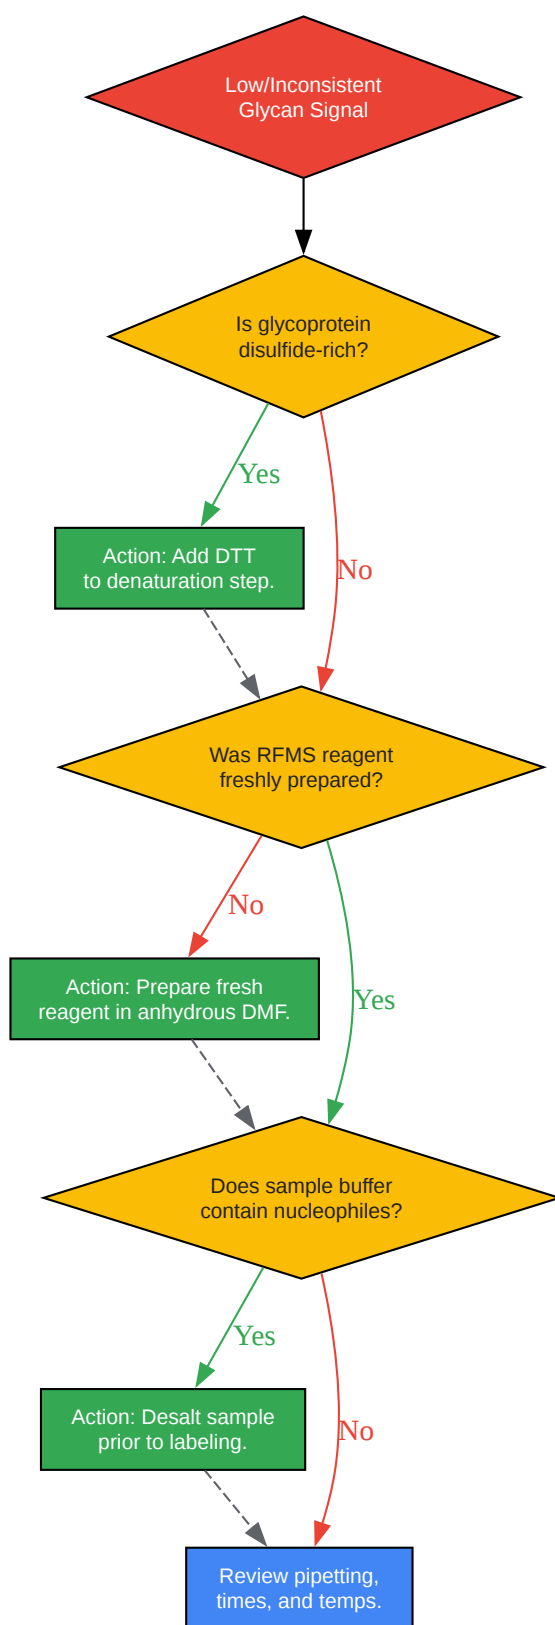 Low/Inconsistent
Glycan Signal
Is glycoprotein
disulfide-rich?
Yes
Action: Add DTT
to denaturation step.
No
Was RFMS reagent
freshly prepared?
No
Action: Prepare fresh
reagent in anhydrous DMF.
Yes
Does sample buffer
contain nucleophiles?
Yes
Action: Desalt sample
prior to labeling.
No
Review pipetting,
times, and temps.